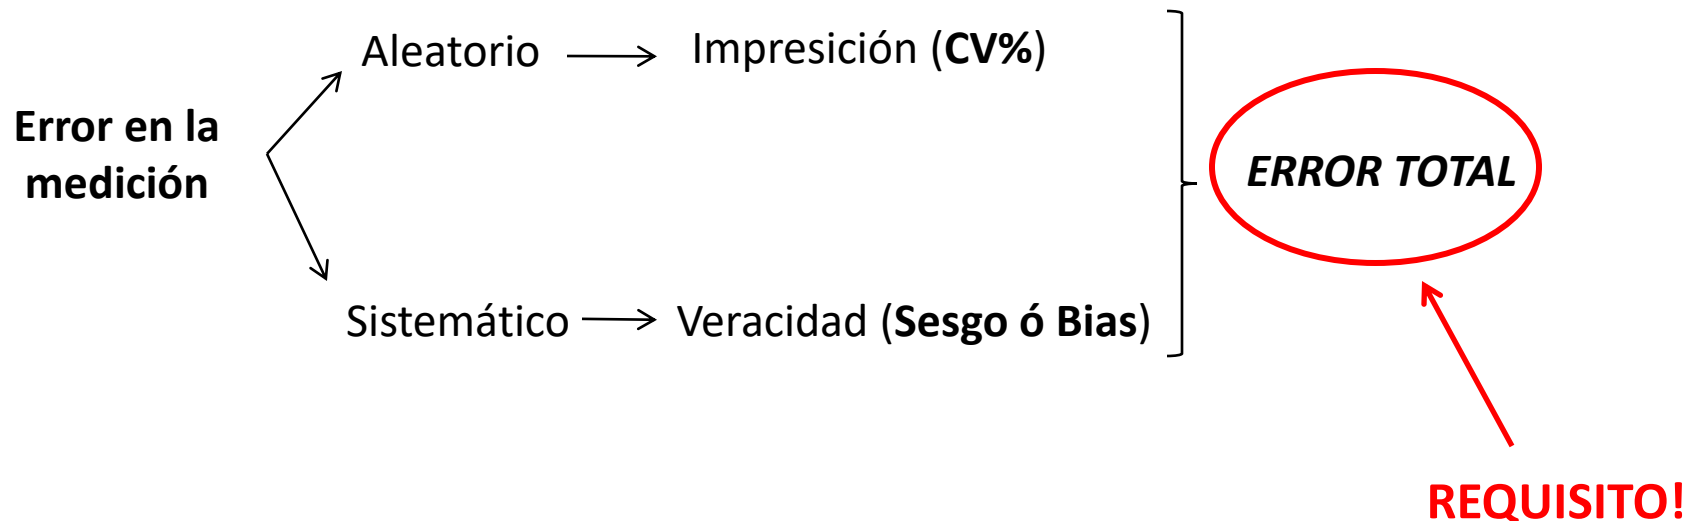 Error en la
medición
Aleatorio
Impresición (CV%)
Sistemático
Veracidad (Sesgo ó Bias)
ERROR TOTAL
REQUISITO!